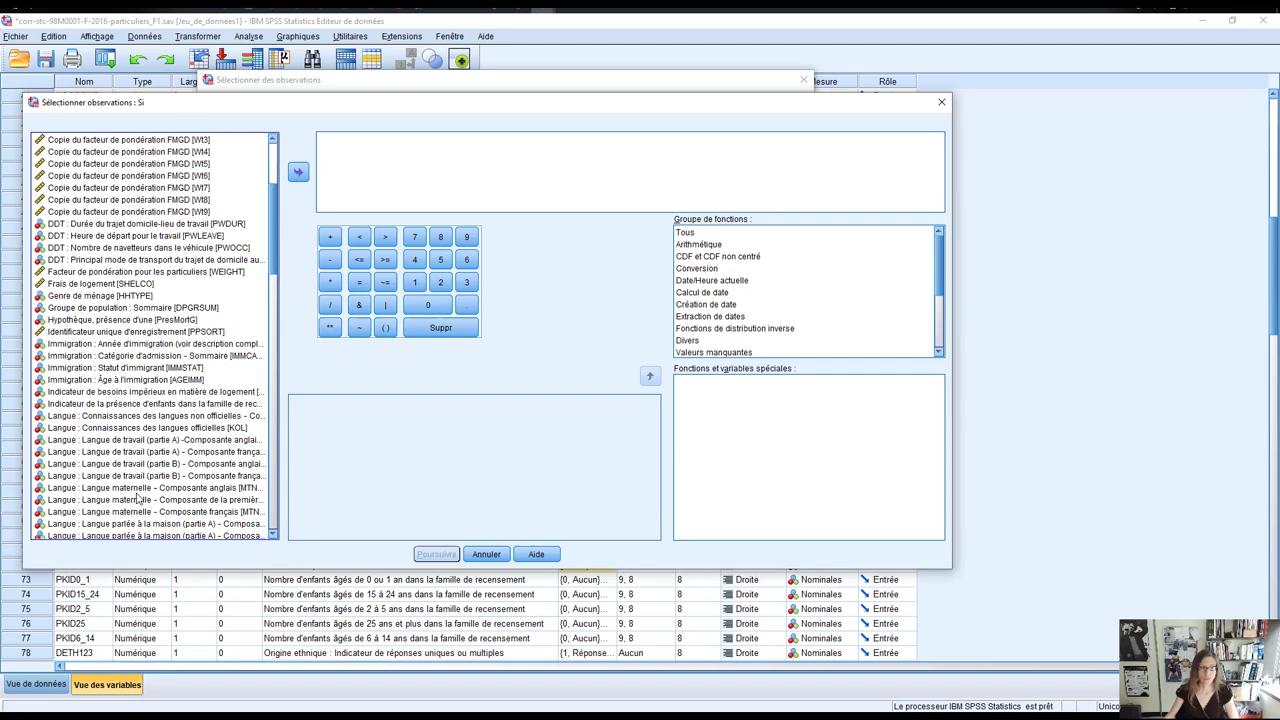 *corr-stc-98M0001-F-2016-particuliers_F1.sav [Jeu_de_données1] - IBM SPSS Statistics Editeur de données
Fichier Edition Affichage Données Transformer Analyse Graphiques Utilitaires Extensions Fenêtre Aide
Sélectionner des observations
Nom Type Larg Mesure Rôle
Sélectionner observations : Si
Copie du facteur de pondération FMGD [Wt3]
Copie du facteur de pondération FMGD [Wt4]
Copie du facteur de pondération FMGD [Wt5]
Copie du facteur de pondération FMGD [Wt6]
Copie du facteur de pondération FMGD [Wt7]
Copie du facteur de pondération FMGD [Wt8]
Copie du facteur de pondération FMGD [Wt9]
DDT : Durée du trajet domicile-lieu de travail [PWDUR]
DDT : Heure de départ pour le travail [PWLEAVE]
DDT : Nombre de navetteurs dans le véhicule [PWOCC]
DDT : Principal mode de transport du trajet de domicile au...
Facteur de pondération pour les particuliers [WEIGHT]
Frais de logement [SHELCO]
Genre de ménage [HHTYPE]
Groupe de population : Sommaire [DPGRSUM]
Hypothèque, présence d'une [PresMortG]
Identificateur unique d'enregistrement [PPSORT]
Immigration : Année d'immigration (voir description compl...
Immigration : Catégorie d'admission - Sommaire [IMMCA...
Immigration : Statut d'immigrant [IMMSTAT]
Immigration : Âge à l'immigration [AGEIMM]
Indicateur de besoins impérieux en matière de logement [...
Indicateur de la présence d'enfants dans la famille de rec...
Langue : Connaissances des langues non officielles - Co...
Langue : Connaissances des langues officielles [KOL]
Langue : Langue de travail (partie A) -Composante anglai...
Langue : Langue de travail (partie A) - Composante frança...
Langue : Langue de travail (partie B) - Composante anglai...
Langue : Langue de travail (partie B) - Composante frança...
Langue : Langue maternelle - Composante anglais [MTN...
Langue : Langue maternelle - Composante de la premièr...
Langue : Langue maternelle - Composante français [MTN...
Langue : Langue parlée à la maison (partie A) - Composa...
Langue : Langue parlée à la maison (partie A) - Composa...
+ < > 7 8 9
- <= >= 4 5 6
* = ~= 1 2 3
/ & | 0 .
** ~ ( ) Suppr
Groupe de fonctions :
Tous
Arithmétique
CDF et CDF non centré
Conversion
Date/Heure actuelle
Calcul de date
Création de date
Extraction de dates
Fonctions de distribution inverse
Divers
Valeurs manquantes
Fonctions et variables spéciales :
Poursuivre Annuler Aide
73 PKID0_1 Numérique 1 0 Nombre d'enfants âgés de 0 ou 1 an dans la famille de recensement {0, Aucun}... 9, 8 8 Droite Nominales Entrée
74 PKID15_24 Numérique 1 0 Nombre d'enfants âgés de 15 à 24 ans dans la famille de recensement {0, Aucun}... 9, 8 8 Droite Nominales Entrée
75 PKID2_5 Numérique 1 0 Nombre d'enfants âgés de 2 à 5 ans dans la famille de recensement {0, Aucun}... 9, 8 8 Droite Nominales Entrée
76 PKID25 Numérique 1 0 Nombre d'enfants âgés de 25 ans et plus dans la famille de recensement {0, Aucun}... 9, 8 8 Droite Nominales Entrée
77 PKID6_14 Numérique 1 0 Nombre d'enfants âgés de 6 à 14 ans dans la famille de recensement {0, Aucun}... 9, 8 8 Droite Nominales Entrée
78 DETH123 Numérique 1 0 Origine ethnique : Indicateur de réponses uniques ou multiples {1, Réponse... Aucun 8 Droite Nominales Entrée
Vue de données Vue des variables
Le processeur IBM SPSS Statistics est prêt Unico